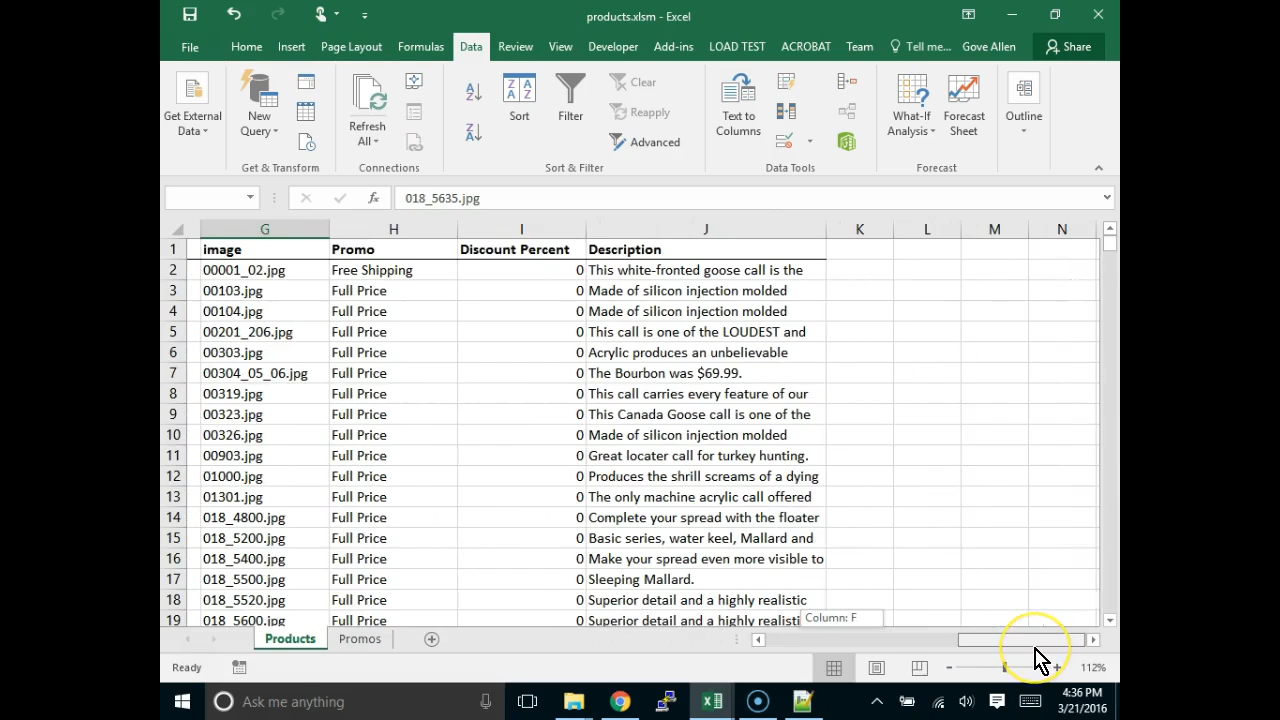 products.xlsm - Excel
File Home Insert Page Layout Formulas Data Review View Developer Add-ins LOAD TEST ACROBAT Team Tell me... Gove Allen Share
Get External Data
New Query
Refresh All
Sort
Filter
Clear
Reapply
Advanced
Text to Columns
What-If Analysis
Forecast Sheet
Outline
Get & Transform Connections Sort & Filter Data Tools Forecast
fx 018_5635.jpg
G H I J K L M N
1 image Promo Discount Percent Description
2 00001_02.jpg Free Shipping 0 This white-fronted goose call is the
3 00103.jpg Full Price 0 Made of silicon injection molded
4 00104.jpg Full Price 0 Made of silicon injection molded
5 00201_206.jpg Full Price 0 This call is one of the LOUDEST and
6 00303.jpg Full Price 0 Acrylic produces an unbelievable
7 00304_05_06.jpg Full Price 0 The Bourbon was $69.99.
8 00319.jpg Full Price 0 This call carries every feature of our
9 00323.jpg Full Price 0 This Canada Goose call is one of the
10 00326.jpg Full Price 0 Made of silicon injection molded
11 00903.jpg Full Price 0 Great locater call for turkey hunting.
12 01000.jpg Full Price 0 Produces the shrill screams of a dying
13 01301.jpg Full Price 0 The only machine acrylic call offered
14 018_4800.jpg Full Price 0 Complete your spread with the floater
15 018_5200.jpg Full Price 0 Basic series, water keel, Mallard and
16 018_5400.jpg Full Price 0 Make your spread even more visible to
17 018_5500.jpg Full Price 0 Sleeping Mallard.
18 018_5520.jpg Full Price 0 Superior detail and a highly realistic
19 018_5600.jpg Full Price 0 Superior detail and a highly realisti
Column: F
Products Promos
Ready 112%
Ask me anything
4:36 PM
3/21/2016